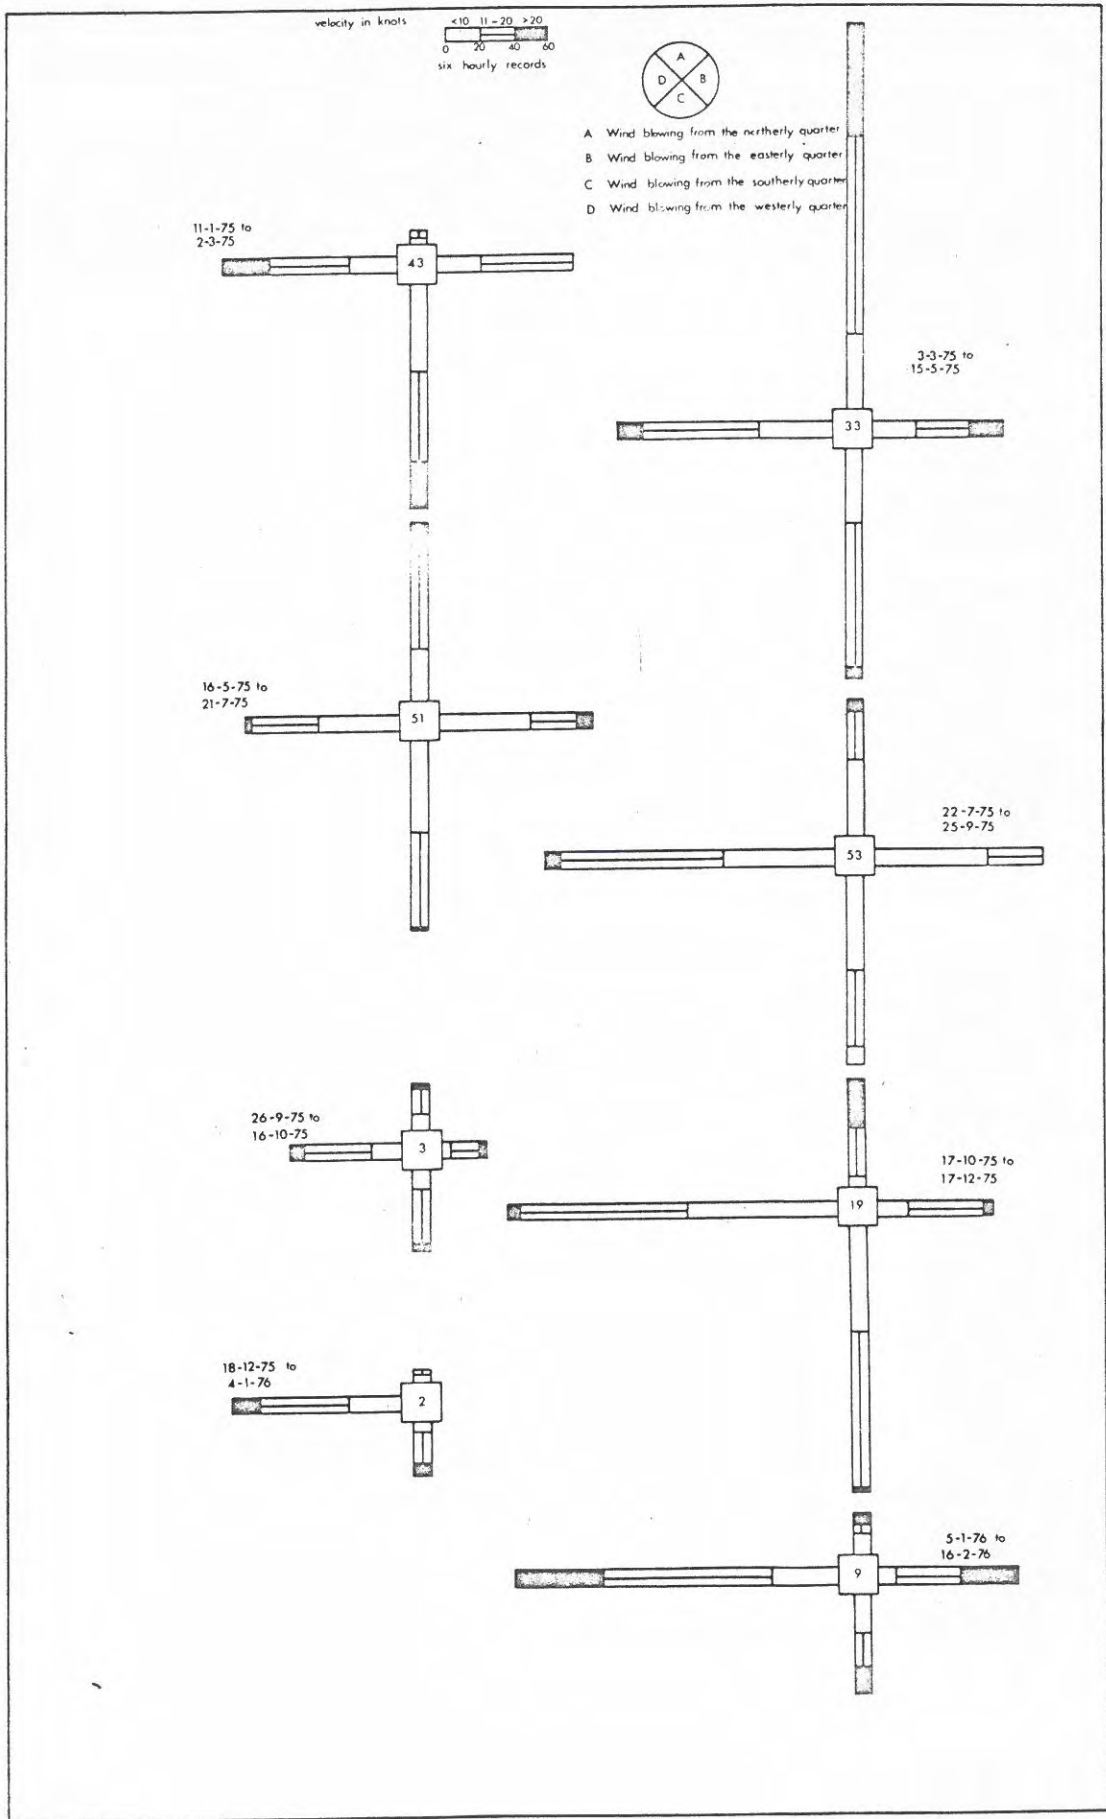 velocity in knots <10 11-20 >20
0 20 40 60
six hourly records
A
D B
C
A Wind blowing from the northerly quarter
B Wind blowing from the easterly quarter
C Wind blowing from the southerly quarter
D Wind blowing from the westerly quarter
11-1-75 to
2-3-75
43
3-3-75 to
15-5-75
33
16-5-75 to
21-7-75
51
22-7-75 to
25-9-75
53
26-9-75 to
16-10-75
3
17-10-75 to
17-12-75
19
18-12-75 to
4-1-76
2
5-1-76 to
16-2-76
9